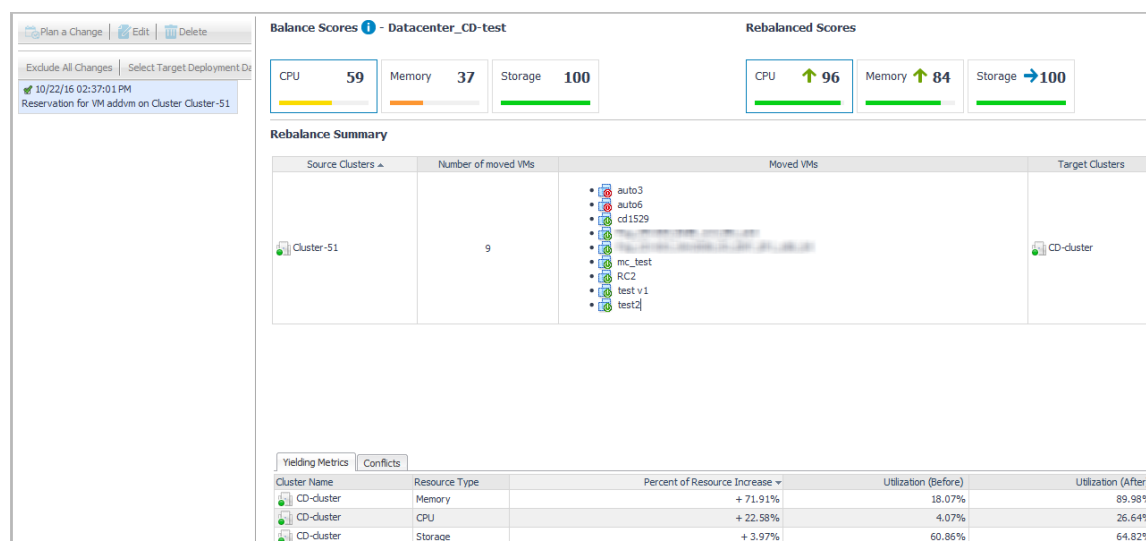 Plan a Change Edit Delete
Exclude All Changes Select Target Deployment Da
10/22/16 02:37:01 PM
Reservation for VM addvm on Cluster Cluster-51
Balance Scores i - Datacenter_CD-test
CPU 59 Memory 37 Storage 100
Rebalanced Scores
CPU 96 Memory 84 Storage 100
Rebalance Summary
Source Clusters Number of moved VMs Moved VMs Target Clusters
Cluster-51 9 CD-cluster
auto3
auto6
cd1529
mc_test
RC2
test v1
test2
Yielding Metrics Conflicts
Cluster Name Resource Type Percent of Resource Increase Utilization (Before) Utilization (After
CD-cluster Memory + 71.91% 18.07% 89.98%
CD-cluster CPU + 22.58% 4.07% 26.64%
CD-cluster Storage + 3.97% 60.86% 64.82%